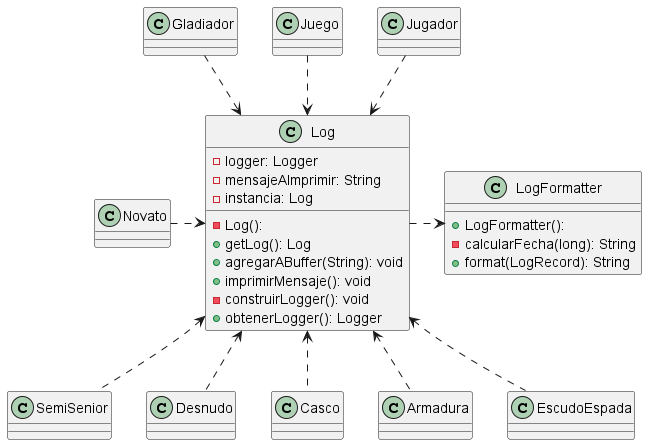 C Gladiador
C Juego
C Jugador
C Log
logger: Logger
mensajeAImprimir: String
instancia: Log
Log():
getLog(): Log
agregarABuffer(String): void
imprimirMensaje(): void
construirLogger(): void
obtenerLogger(): Logger
C LogFormatter
LogFormatter():
calcularFecha(long): String
format(LogRecord): String
C Novato
C SemiSenior
C Desnudo
C Casco
C Armadura
C EscudoEspada